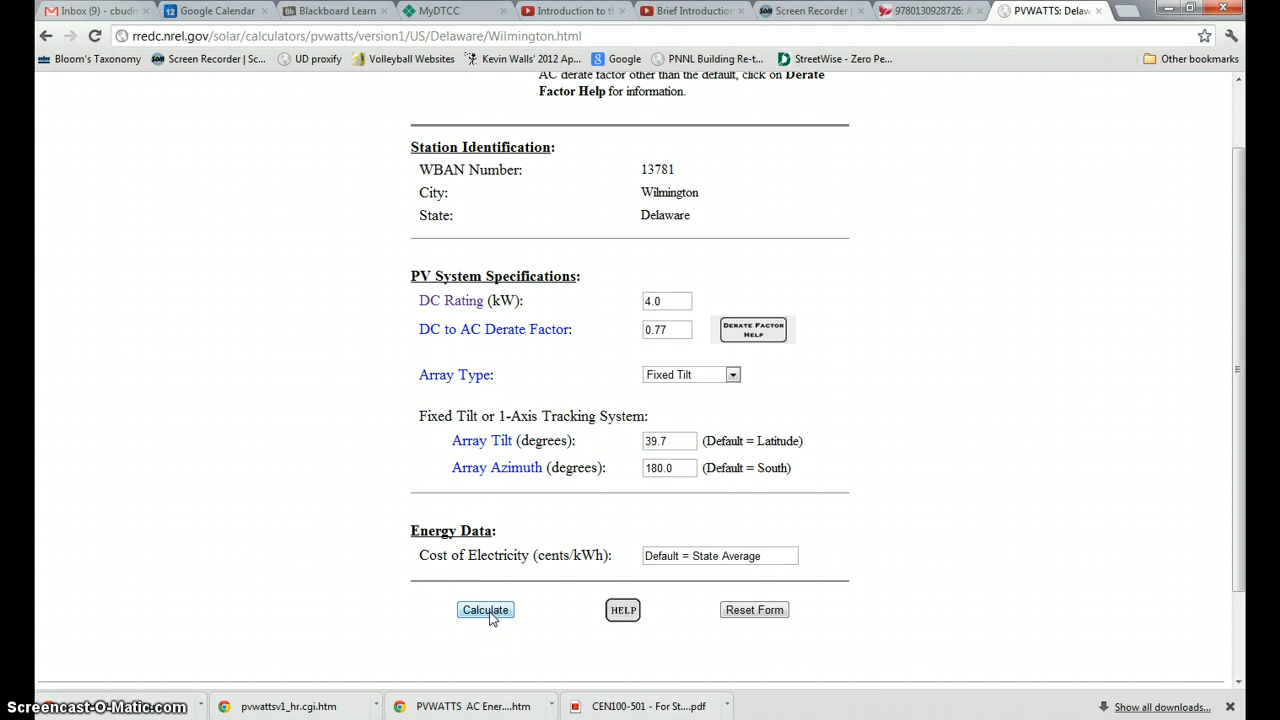 Inbox (9) - cbudi
Google Calendar
Blackboard Learn
MyDTCC
Introduction to th
Brief Introduction
Screen Recorder |
9780130928726: A
PVWATTS: Delaw
rredc.nrel.gov/solar/calculators/pvwatts/version1/US/Delaware/Wilmington.html
Bloom's Taxonomy
Screen Recorder | Sc...
UD proxify
Volleyball Websites
Kevin Walls' 2012 Ap...
Google
PNNL Building Re-t...
StreetWise - Zero Pe...
Other bookmarks
AC derate factor other than the default, click on Derate
Factor Help for information.
Station Identification:
WBAN Number: 13781
City: Wilmington
State: Delaware
PV System Specifications:
DC Rating (kW): 4.0
DC to AC Derate Factor: 0.77
DERATE FACTOR
HELP
Array Type: Fixed Tilt
Fixed Tilt or 1-Axis Tracking System:
Array Tilt (degrees): 39.7 (Default = Latitude)
Array Azimuth (degrees): 180.0 (Default = South)
Energy Data:
Cost of Electricity (cents/kWh): Default = State Average
Calculate
HELP
Reset Form
Screencast-O-Matic.com
pvwattsv1_hr.cgi.htm
PVWATTS AC Ener....htm
CEN100-501 - For St....pdf
Show all downloads...